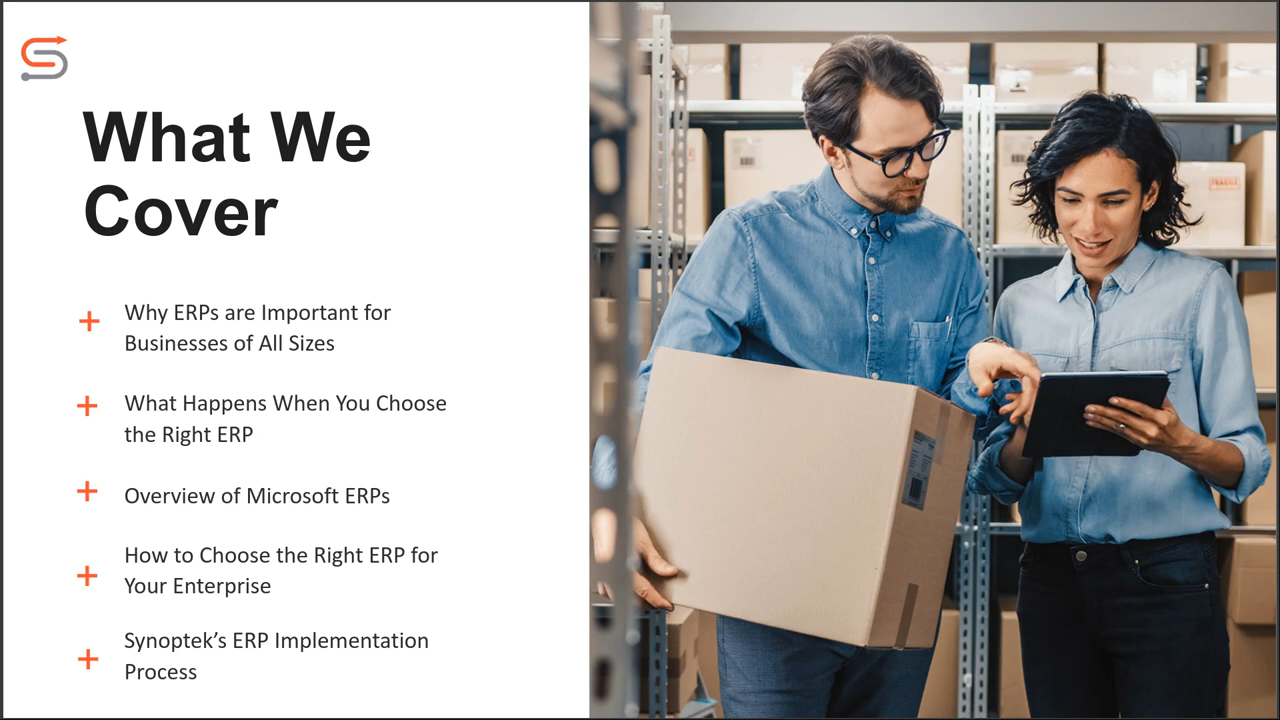 What We
Cover
Why ERPs are Important for
Businesses of All Sizes
What Happens When You Choose
the Right ERP
Overview of Microsoft ERPs
How to Choose the Right ERP for
Your Enterprise
Synoptek’s ERP Implementation
Process